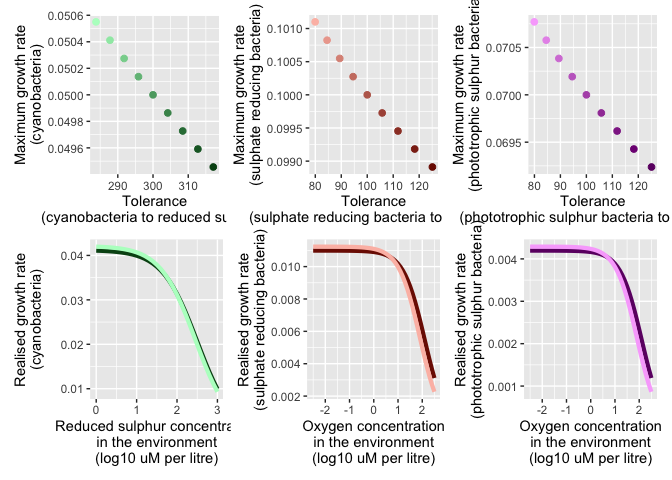 Maximum growth rate
(cyanobacteria)
0.0506
0.0504
0.0502
0.0500
0.0498
0.0496
290 300 310
Tolerance
(cyanobacteria to reduced su
Maximum growth rate
(sulphate reducing bacteria)
0.1010
0.1005
0.1000
0.0995
0.0990
80 90 100 110 120
Tolerance
(sulphate reducing bacteria to
Maximum growth rate
(phototrophic sulphur bacteria)
0.0705
0.0700
0.0695
80 90 100 110 120
Tolerance
(phototrophic sulphur bacteria to
Realised growth rate
(cyanobacteria)
0.04
0.03
0.02
0.01
0 1 2 3
Reduced sulphur concentra
in the environment
(log10 uM per litre)
Realised growth rate
(sulphate reducing bacteria)
0.010
0.008
0.006
0.004
0.002
-2 -1 0 1 2
Oxygen concentration
in the environment
(log10 uM per litre)
Realised growth rate
(phototrophic sulphur bacteria)
0.004
0.003
0.002
0.001
-2 -1 0 1 2
Oxygen concentration
in the environment
(log10 uM per litre)